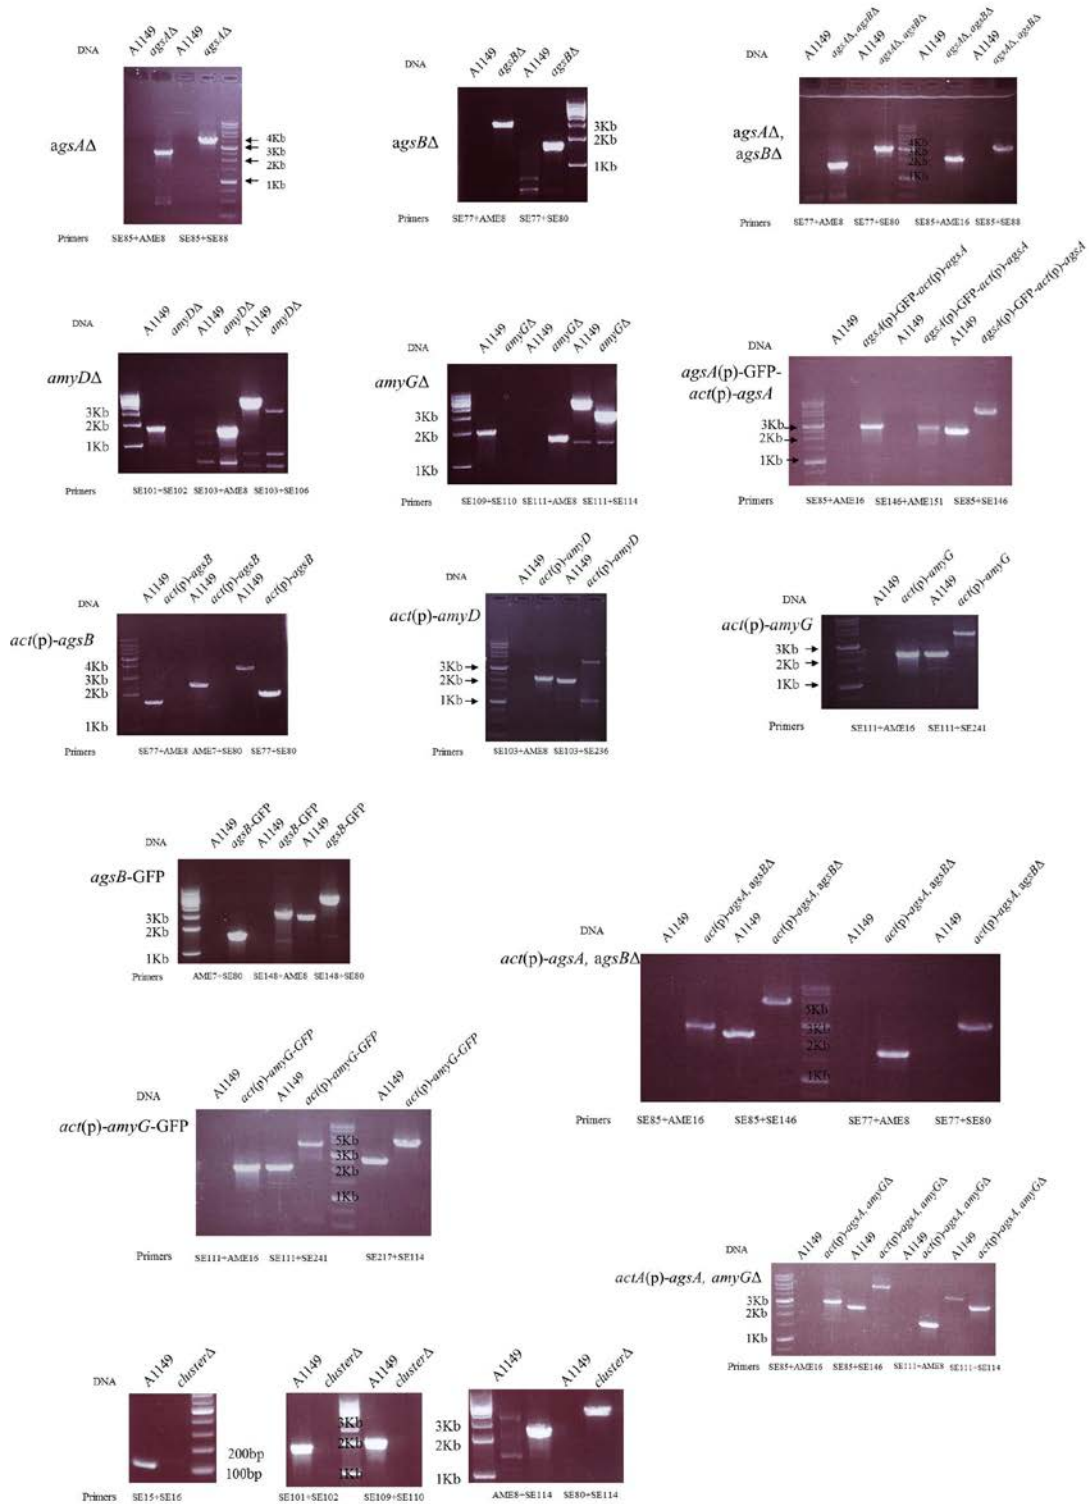 DNA A1149 agsAΔ A1149 agsAΔ
agsAΔ
4Kb
3Kb
2Kb
1Kb
Primers SE85+AME8 SE85+SE88
DNA A1149 agsBΔ A1149 agsBΔ
agsBΔ
3Kb
2Kb
1Kb
SE77+AME8 SE77+SE80
DNA A1149 agsAΔ, agsBΔ A1149 agsAΔ, agsBΔ A1149 agsAΔ, agsBΔ A1149 agsAΔ, agsBΔ
agsAΔ,
agsBΔ
4Kb
2Kb
1Kb
Primers SE77+AME8 SE77+SE80 SE85+AME16 SE85+SE88
DNA A1149 amyDΔ A1149 amyDΔ A1149 amyDΔ
amyDΔ
3Kb
2Kb
1Kb
Primers SE101+SE102 SE103+AME8 SE103+SE106
DNA A1149 amyGΔ A1149 amyGΔ A1149 amyGΔ
amyGΔ
3Kb
2Kb
1Kb
Primers SE109+SE110 SE111+AME8 SE111+SE114
DNA A1149 agsA(p)-GFP-act(p)-agsA A1149 agsA(p)-GFP-act(p)-agsA A1149 agsA(p)-GFP-act(p)-agsA
agsA(p)-GFP-
act(p)-agsA
3Kb
2Kb
1Kb
Primers SE85+AME16 SE146+AME151 SE85+SE146
DNA A1149 act(p)-agsB A1149 act(p)-agsB A1149 act(p)-agsB
act(p)-agsB
4Kb
3Kb
2Kb
1Kb
Primers SE77+AME8 AME7+SE80 SE77+SE80
DNA A1149 act(p)-amyD A1149 act(p)-amyD
act(p)-amyD
3Kb
2Kb
1Kb
Primers SE103+AME8 SE103+SE236
DNA A1149 act(p)-amyG A1149 act(p)-amyG
act(p)-amyG
3Kb
2Kb
1Kb
Primers SE111+AME16 SE111+SE241
DNA A1149 agsB-GFP A1149 agsB-GFP A1149 agsB-GFP
agsB-GFP
3Kb
2Kb
1Kb
Primers AME7+SE80 SE148+AME8 SE148+SE80
DNA A1149 act(p)-agsA, agsBΔ A1149 act(p)-agsA, agsBΔ A1149 act(p)-agsA, agsBΔ A1149 act(p)-agsA, agsBΔ
act(p)-agsA, agsBΔ
5Kb
3Kb
2Kb
1Kb
Primers SE85+AME16 SE85+SE146 SE77+AME8 SE77+SE80
DNA A1149 act(p)-amyG-GFP A1149 act(p)-amyG-GFP A1149 act(p)-amyG-GFP
act(p)-amyG-GFP
5Kb
3Kb
2Kb
1Kb
Primers SE111+AME16 SE111+SE241 SE217+SE114
DNA A1149 act(p)-agsA, amyGΔ A1149 act(p)-agsA, amyGΔ A1149 act(p)-agsA, amyGΔ A1149 act(p)-agsA, amyGΔ
actA(p)-agsA, amyGΔ
3Kb
2Kb
1Kb
Primers SE85+AME16 SE85+SE146 SE111+AME8 SE111+SE114
DNA A1149 clusterΔ A1149 clusterΔ A1149 clusterΔ A1149 A1149 clusterΔ
200bp
100bp
3Kb
2Kb
1Kb
3Kb
2Kb
1Kb
Primers SE15+SE16 SE101+SE102 SE109+SE110 AME8+SE114 SE80+SE114